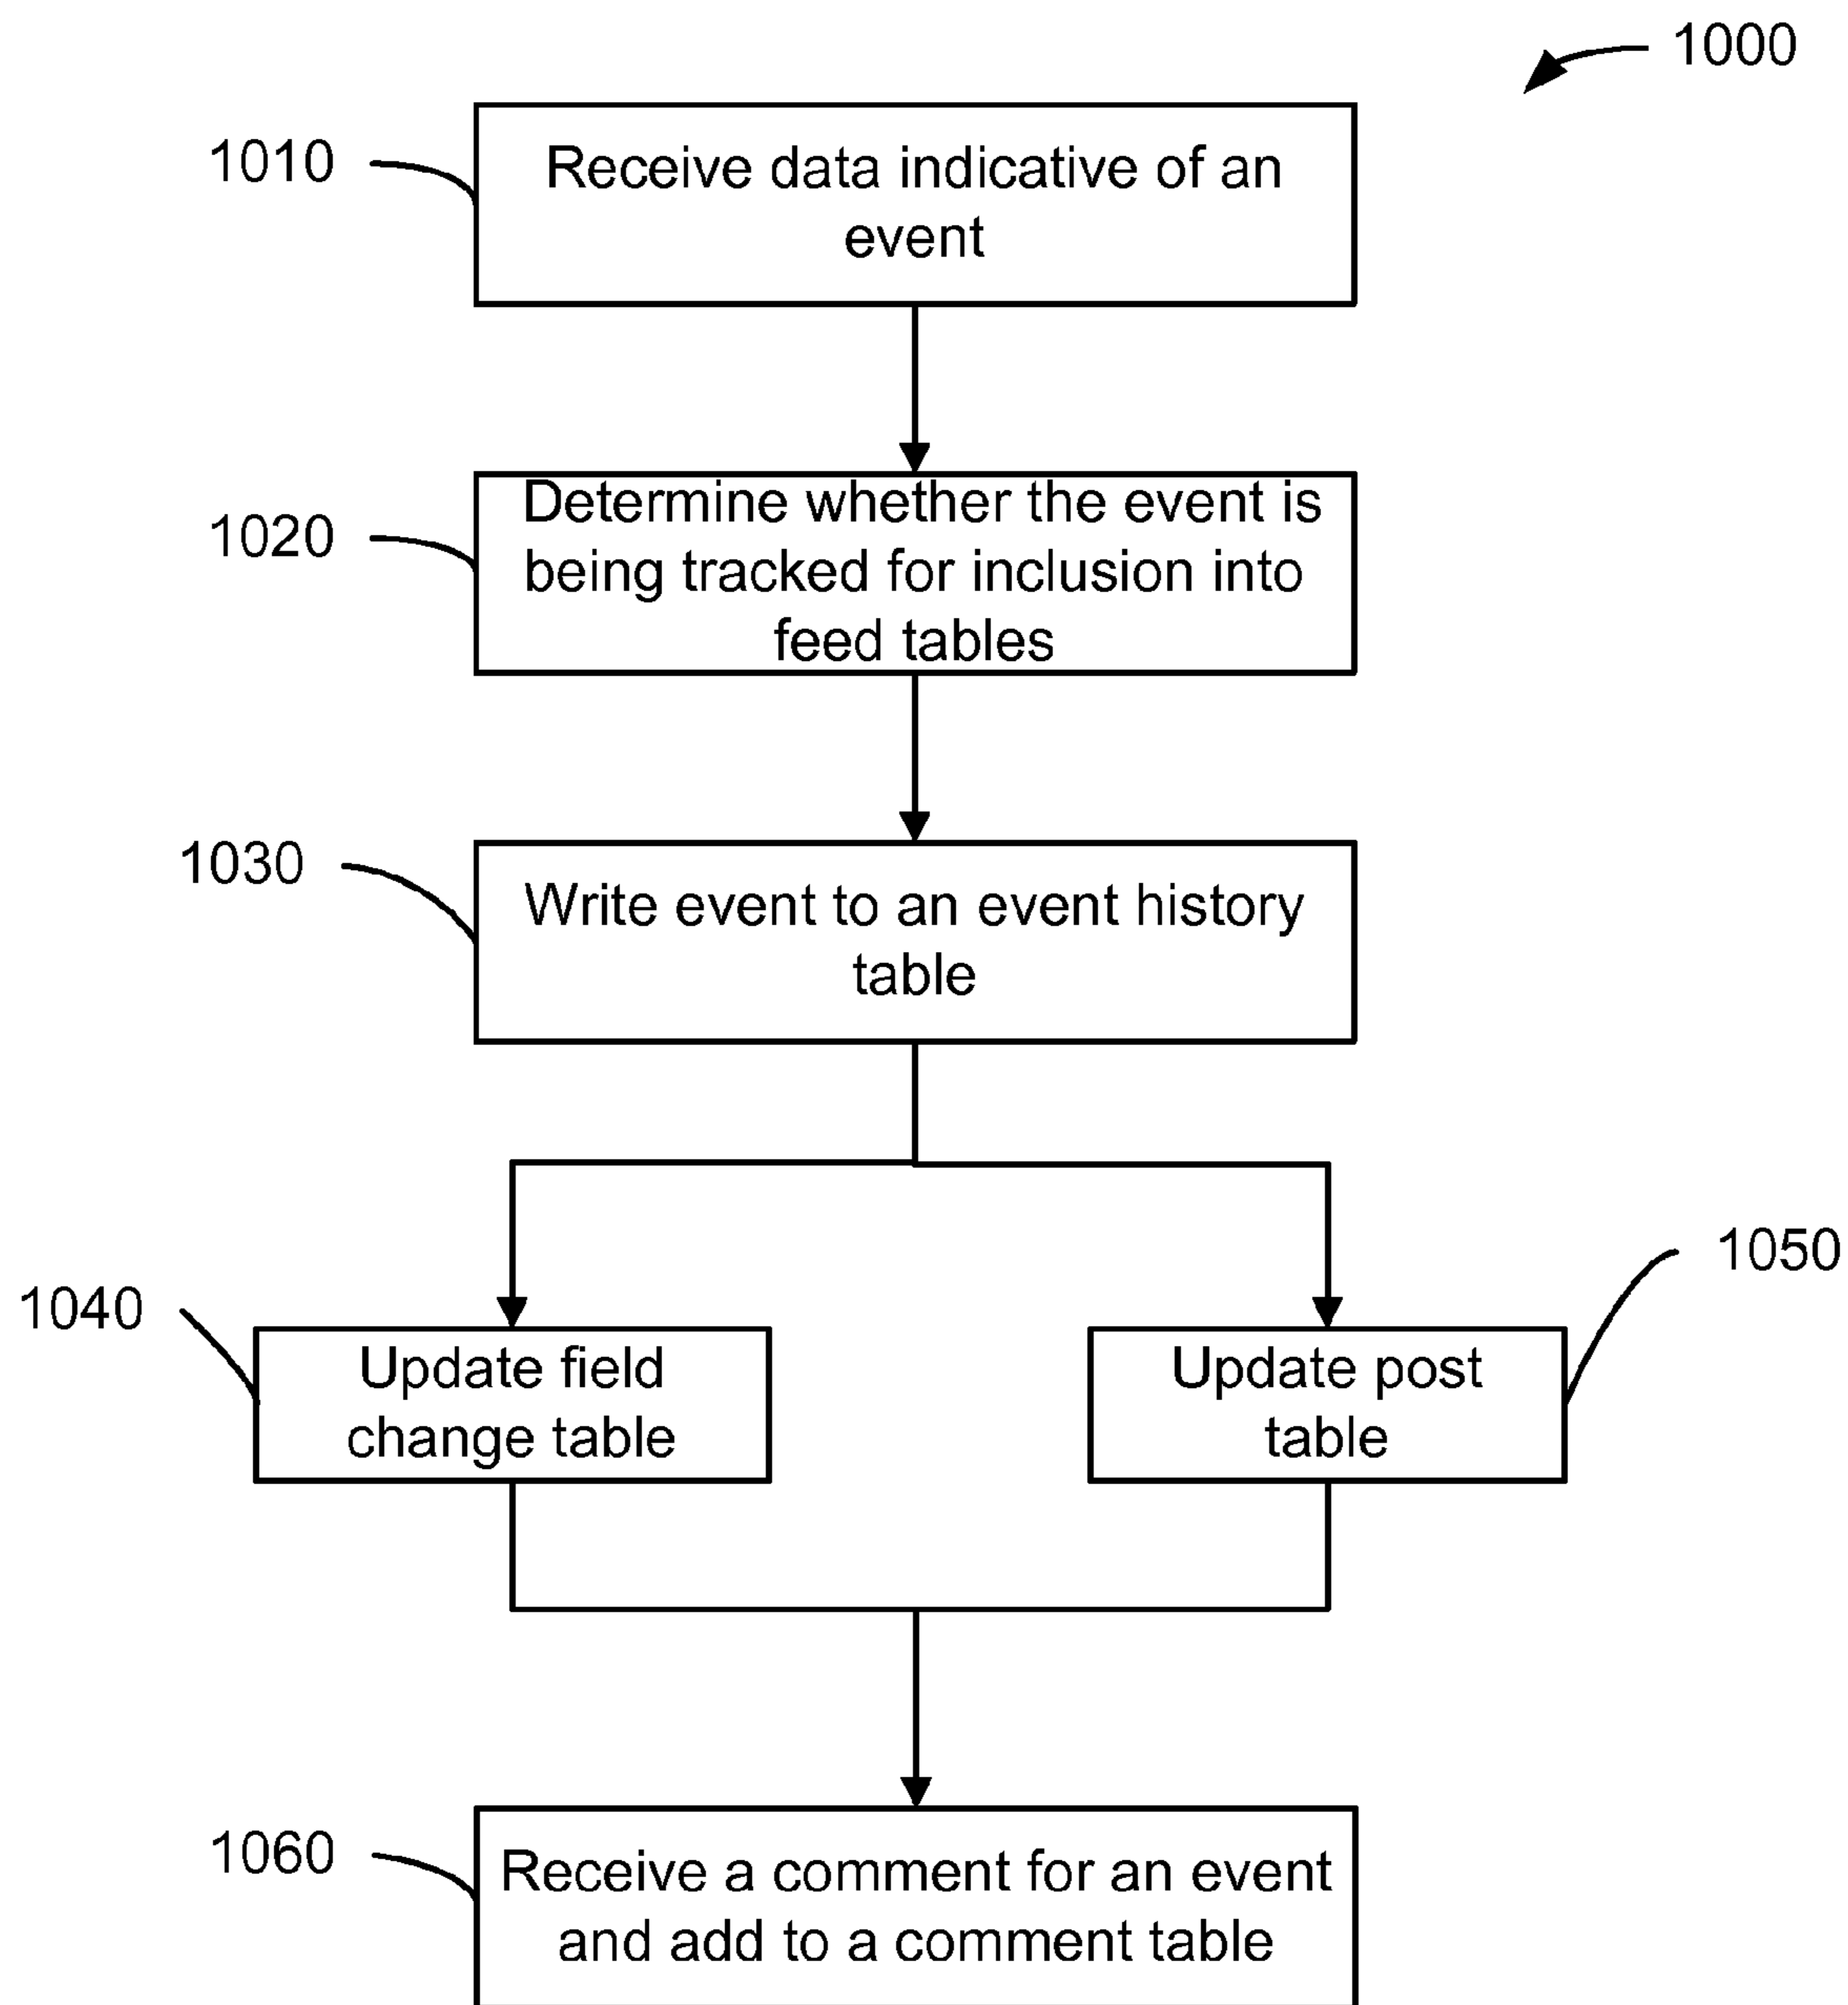 1000
1010
Receive data indicative of an
event
1020
Determine whether the event is
being tracked for inclusion into
feed tables
1030
Write event to an event history
table
1040
Update field
change table
1050
Update post
table
1060
Receive a comment for an event
and add to a comment table